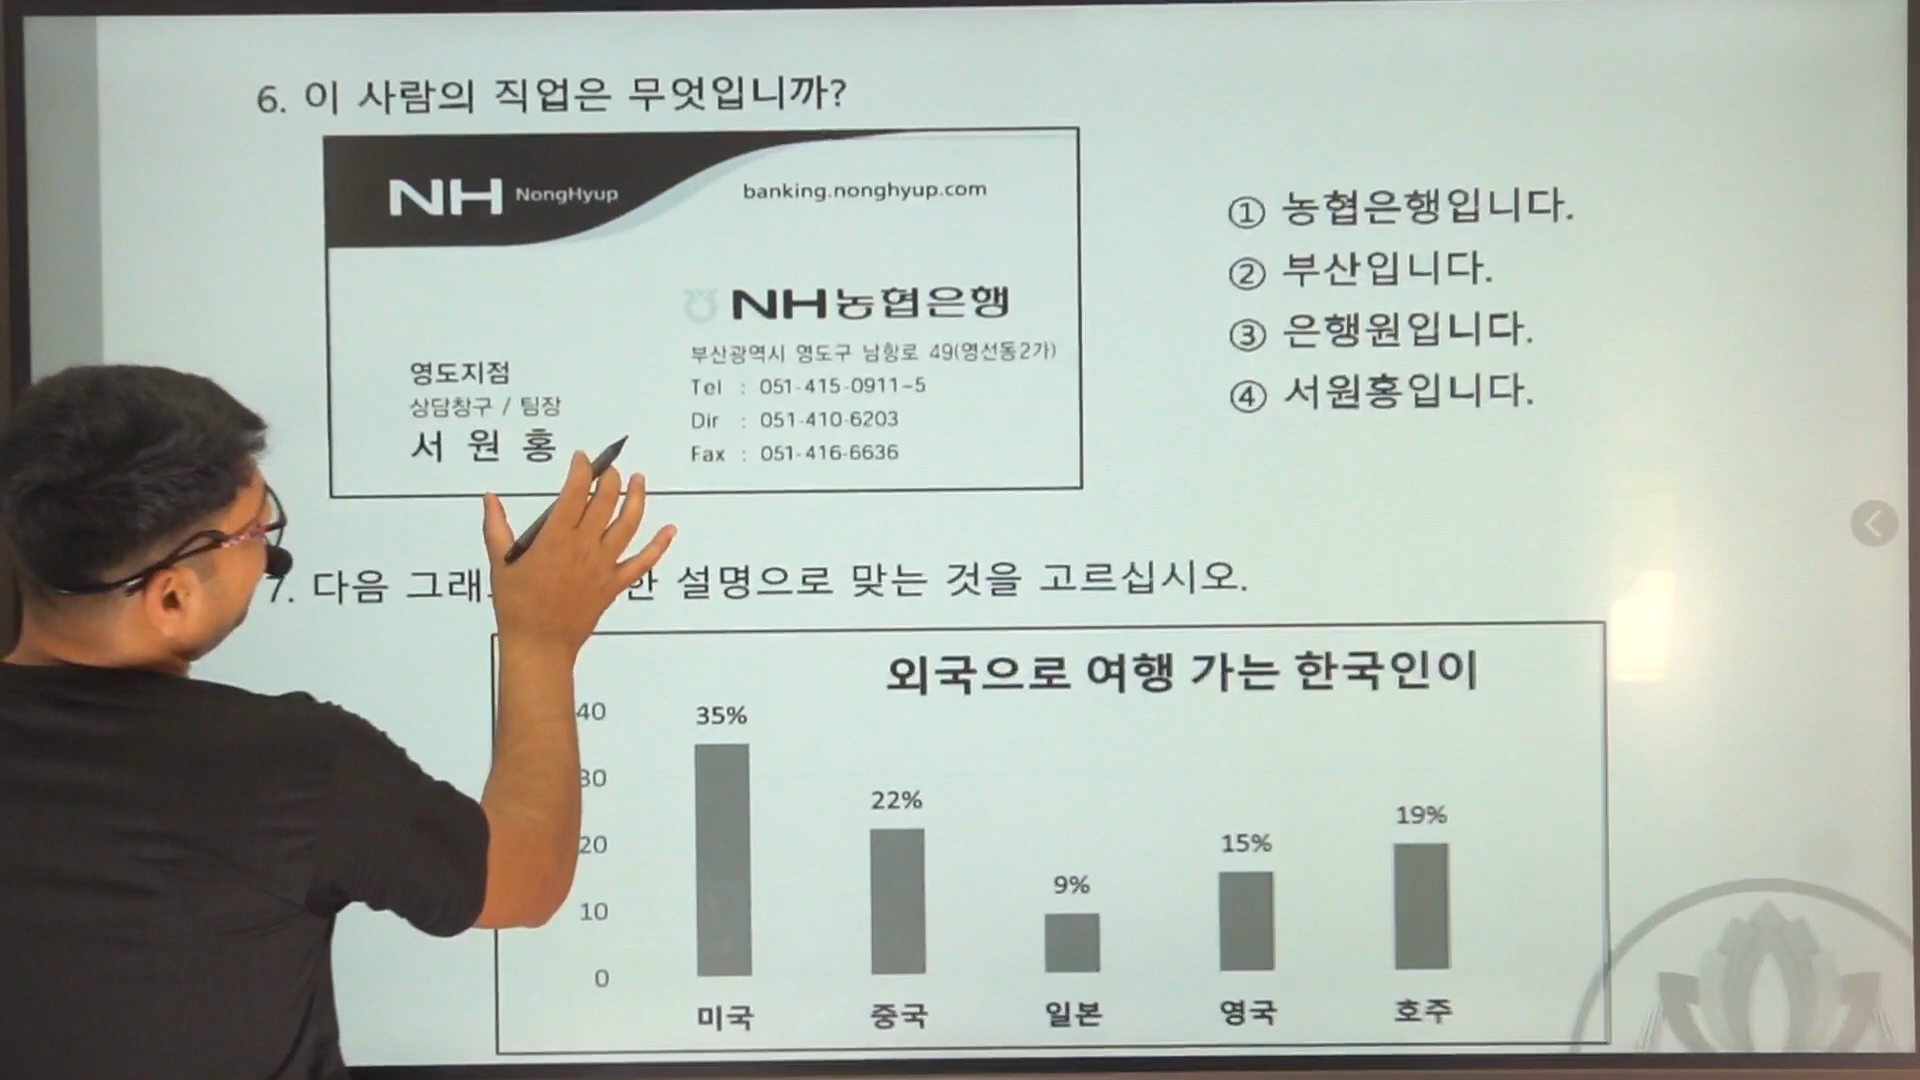 6. 이 사람의 직업은 무엇입니까?
NH NongHyup
banking.nonghyup.com
NH농협은행
부산광역시 영도구 남항로 49(영선동2가)
Tel : 051-415-0911~5
Dir : 051-410-6203
Fax : 051-416-6636
영도지점
상담창구 / 팀장
서 원 홍
① 농협은행입니다.
② 부산입니다.
③ 은행원입니다.
④ 서원홍입니다.
7. 다음 설명으로 맞는 것을 고르십시오.
외국으로 여행 가는 한국인이
40
30
20
10
0
35%
22%
9%
15%
19%
미국
중국
일본
영국
호주